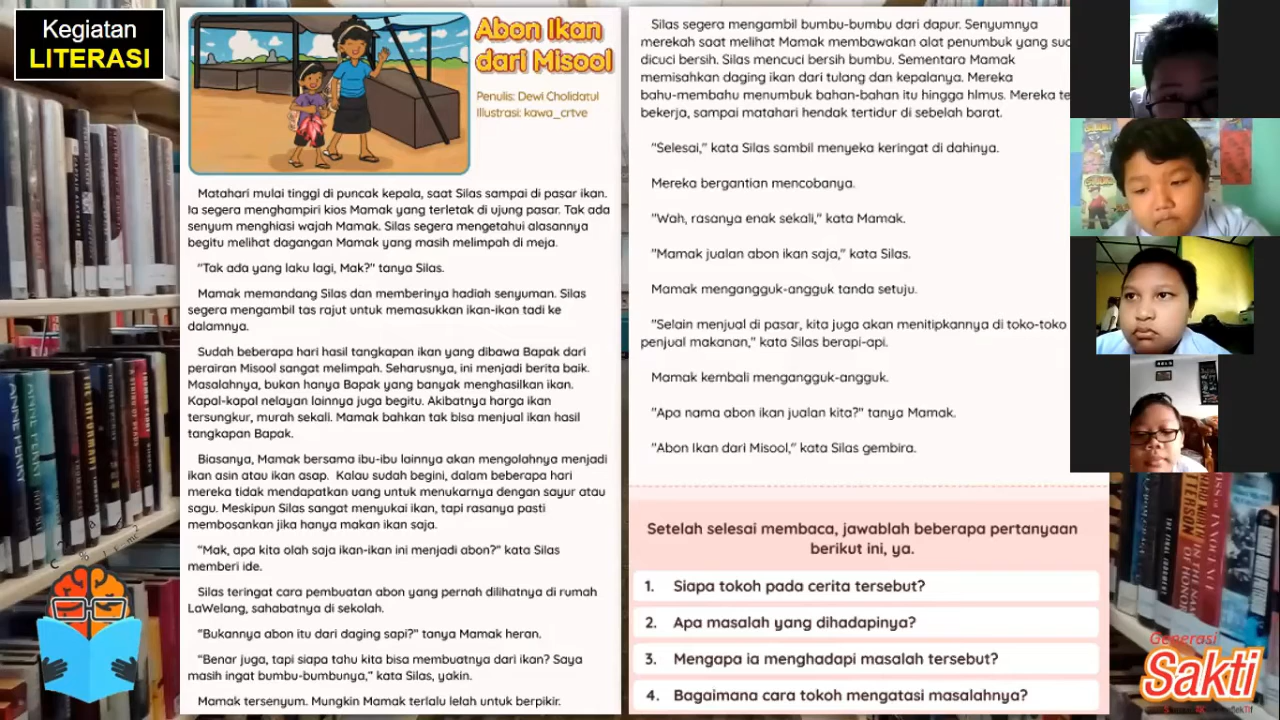 Kegiatan
LITERASI
Abon Ikan
dari Misool
Penulis: Dewi Cholidatul
Illustrasi: kawa_crtve
Matahari mulai tinggi di puncak kepala, saat Silas sampai di pasar ikan.
Ia segera menghampiri kios Mamak yang terletak di ujung pasar. Tak ada
senyum menghiasi wajah Mamak. Silas segera mengetahui alasannya
begitu melihat dagangan Mamak yang masih melimpah di meja.
"Tak ada yang laku lagi, Mak?" tanya Silas.
Mamak memandang Silas dan memberinya hadiah senyuman. Silas
segera mengambil tas rajut untuk memasukkan ikan-ikan tadi ke
dalamnya.
Sudah beberapa hari hasil tangkapan ikan yang dibawa Bapak dari
perairan Misool sangat melimpah. Seharusnya, ini menjadi berita baik.
Masalahnya, bukan hanya Bapak yang banyak menghasilkan ikan.
Kapal-kapal nelayan lainnya juga begitu. Akibatnya harga ikan
tersungkur, murah sekali. Mamak bahkan tak bisa menjual ikan hasil
tangkapan Bapak.
Biasanya, Mamak bersama ibu-ibu lainnya akan mengolahnya menjadi
ikan asin atau ikan asap. Kalau sudah begini, dalam beberapa hari
mereka tidak mendapatkan uang untuk menukarnya dengan sayur atau
sagu. Meskipun Silas sangat menyukai ikan, tapi rasanya pasti
membosankan jika hanya makan ikan saja.
"Mak, apa kita olah saja ikan-ikan ini menjadi abon?" kata Silas
memberi ide.
Silas teringat cara pembuatan abon yang pernah dilihatnya di rumah
LaWelang, sahabatnya di sekolah.
"Bukannya abon itu dari daging sapi?" tanya Mamak heran.
"Benar juga, tapi siapa tahu kita bisa membuatnya dari ikan? Saya
masih ingat bumbu-bumbunya," kata Silas, yakin.
Mamak tersenyum. Mungkin Mamak terlalu lelah untuk berpikir.
Silas segera mengambil bumbu-bumbu dari dapur. Senyumnya
merekah saat melihat Mamak membawakan alat penumbuk yang
dicuci bersih. Silas mencuci bersih bumbu. Sementara Mamak
memisahkan daging ikan dari tulang dan kepalanya. Mereka
bahu-membahu menumbuk bahan-bahan itu hingga hlmus. Mereka
bekerja, sampai matahari hendak tertidur di sebelah barat.
"Selesai," kata Silas sambil menyeka keringat di dahinya.
Mereka bergantian mencobanya.
"Wah, rasanya enak sekali," kata Mamak.
"Mamak jualan abon ikan saja," kata Silas.
Mamak mengangguk-angguk tanda setuju.
"Selain menjual di pasar, kita juga akan menitipkannya di toko-toko
penjual makanan," kata Silas berapi-api.
Mamak kembali mengangguk-angguk.
"Apa nama abon ikan jualan kita?" tanya Mamak.
"Abon Ikan dari Misool," kata Silas gembira.
Setelah selesai membaca, jawablah beberapa pertanyaan
berikut ini, ya.
1. Siapa tokoh pada cerita tersebut?
2. Apa masalah yang dihadapinya?
3. Mengapa ia menghadapi masalah tersebut?
4. Bagaimana cara tokoh mengatasi masalahnya?
Generasi
Sakti